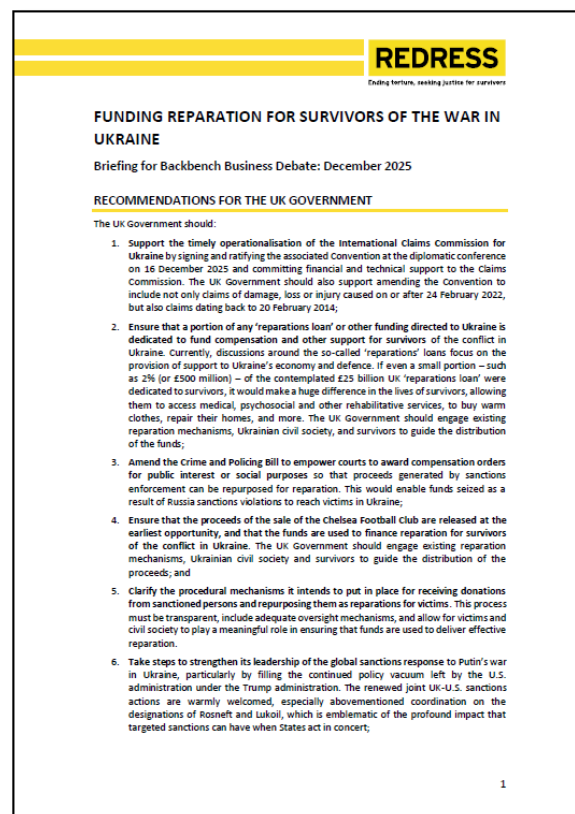 REDRESS
Ending torture, seeking justice for survivors
FUNDING REPARATION FOR SURVIVORS OF THE WAR IN
UKRAINE
Briefing for Backbench Business Debate: December 2025
RECOMMENDATIONS FOR THE UK GOVERNMENT
The UK Government should:
1. Support the timely operationalisation of the International Claims Commission for
Ukraine by signing and ratifying the associated Convention at the diplomatic conference
on 16 December 2025 and committing financial and technical support to the Claims
Commission. The UK Government should also support amending the Convention to
include not only claims of damage, loss or injury caused on or after 24 February 2022,
but also claims dating back to 20 February 2014;
2. Ensure that a portion of any 'reparations loan' or other funding directed to Ukraine is
dedicated to fund compensation and other support for survivors of the conflict in
Ukraine. Currently, discussions around the so-called 'reparations' loans focus on the
provision of support to Ukraine's economy and defence. If even a small portion – such
as 2% (or £500 million) – of the contemplated £25 billion UK 'reparations loan' were
dedicated to survivors, it would make a huge difference in the lives of survivors, allowing
them to access medical, psychosocial and other rehabilitative services, to buy warm
clothes, repair their homes, and more. The UK Government should engage existing
reparation mechanisms, Ukrainian civil society, and survivors to guide the distribution
of the funds;
3. Amend the Crime and Policing Bill to empower courts to award compensation orders
for public interest or social purposes so that proceeds generated by sanctions
enforcement can be repurposed for reparation. This would enable funds seized as a
result of Russia sanctions violations to reach victims in Ukraine;
4. Ensure that the proceeds of the sale of the Chelsea Football Club are released at the
earliest opportunity, and that the funds are used to finance reparation for survivors
of the conflict in Ukraine. The UK Government should engage existing reparation
mechanisms, Ukrainian civil society and survivors to guide the distribution of the
proceeds; and
5. Clarify the procedural mechanisms it intends to put in place for receiving donations
from sanctioned persons and repurposing them as reparations for victims. This process
must be transparent, include adequate oversight mechanisms, and allow for victims and
civil society to play a meaningful role in ensuring that funds are used to deliver effective
reparation.
6. Take steps to strengthen its leadership of the global sanctions response to Putin's war
in Ukraine, particularly by filling the continued policy vacuum left by the U.S.
administration under the Trump administration. The renewed joint UK-U.S. sanctions
actions are warmly welcomed, especially abovementioned coordination on the
designations of Rosneft and Lukoil, which is emblematic of the profound impact that
targeted sanctions can have when States act in concert;
1